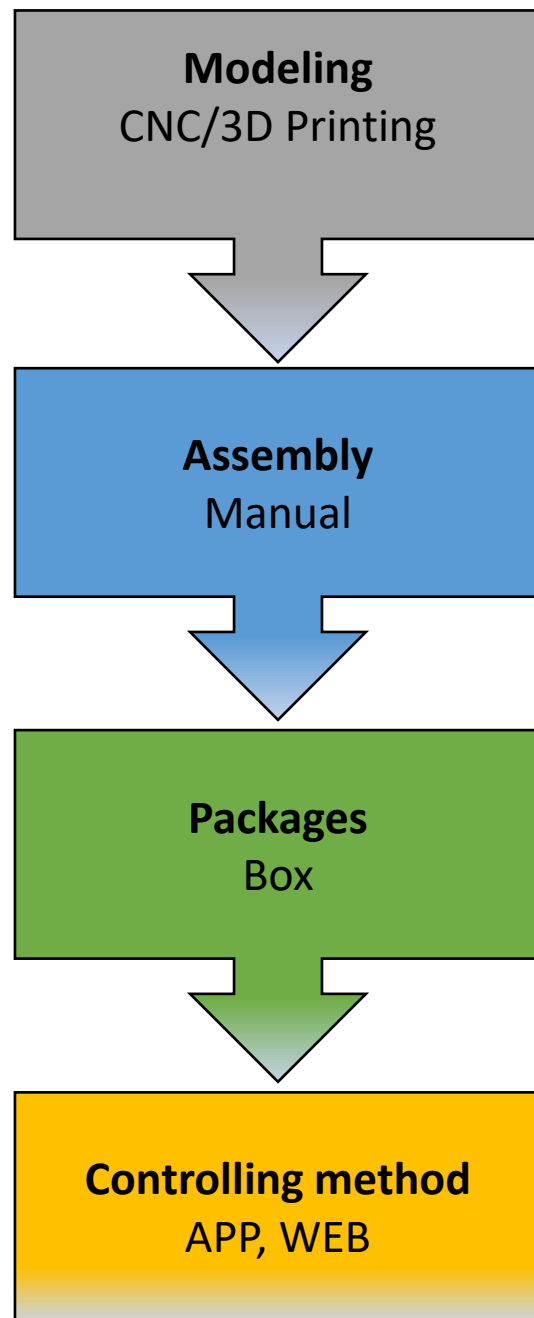 Modeling
CNC/3D Printing
Assembly
Manual
Packages
Box
Controlling method
APP, WEB